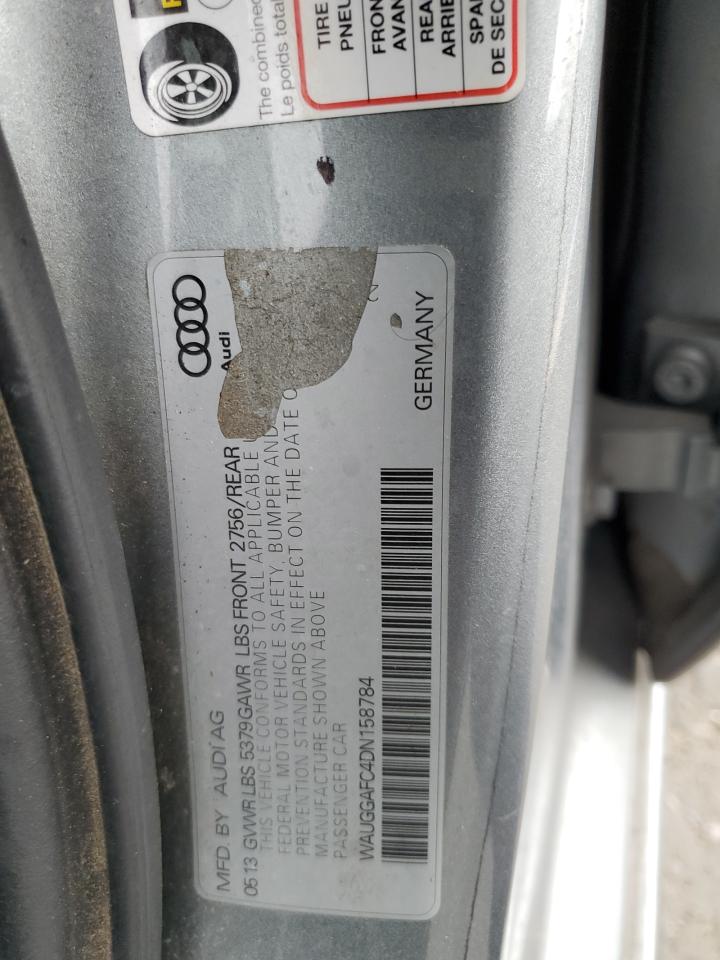 MFD. BY AUDI AG
Audi
05 13 GVWR LBS 5379 GAWR LBS FRONT 2756/REAR
THIS VEHICLE CONFORMS TO ALL APPLICABLE
FEDERAL MOTOR VEHICLE SAFETY, BUMPER AND
PREVENTION STANDARDS IN EFFECT ON THE DATE
MANUFACTURE SHOWN ABOVE
PASSENGER CAR
WAUGGAFC4DN158784
GERMANY
The combined
Le poids total
TIRE
PNEU
FRON
AVAN
REA
ARRIE
SPAR
DE SEC